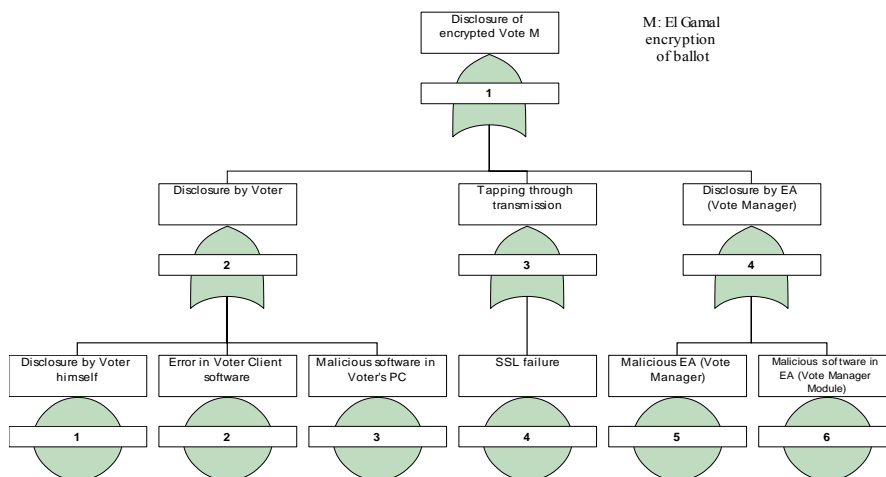 Disclosure of
encrypted Vote M
M: El Gamal
encryption
of ballot
1
Disclosure by Voter
Tapping through
transmission
Disclosure by EA
(Vote Manager)
2
3
4
Disclosure by Voter
himself
Error in Voter Client
software
Malicious software in
Voter's PC
SSL failure
Malicious EA (Vote
Manager)
Malicious software in
EA (Vote Manager
Module)
1
2
3
4
5
6